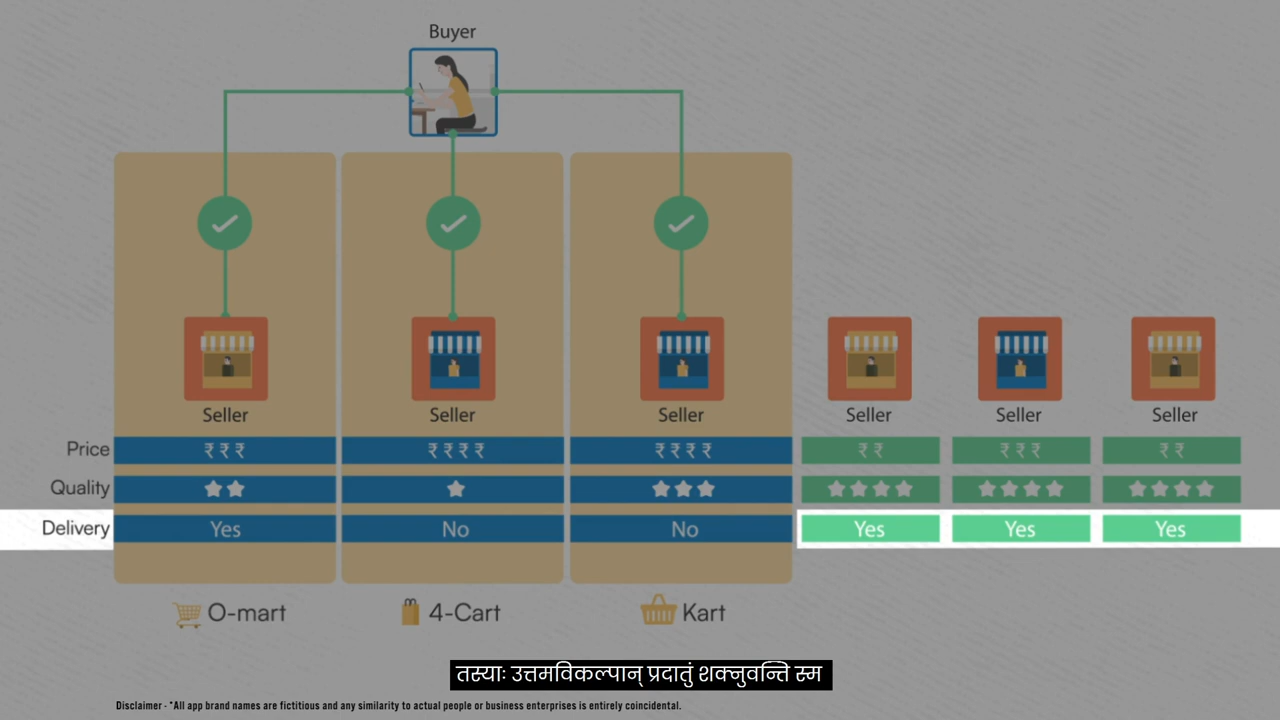 Buyer
Seller Seller Seller Seller Seller Seller
Price ₹ ₹ ₹ ₹ ₹ ₹ ₹ ₹ ₹ ₹ ₹ ₹ ₹ ₹ ₹ ₹ ₹ ₹
Quality
Delivery Yes No No Yes Yes Yes
O-mart 4-Cart Kart
तस्याः उत्तमविकल्पान् प्रदातुं शक्नुवन्ति स्म
Disclaimer - *All app brand names are fictitious and any similarity to actual people or business enterprises is entirely coincidental.